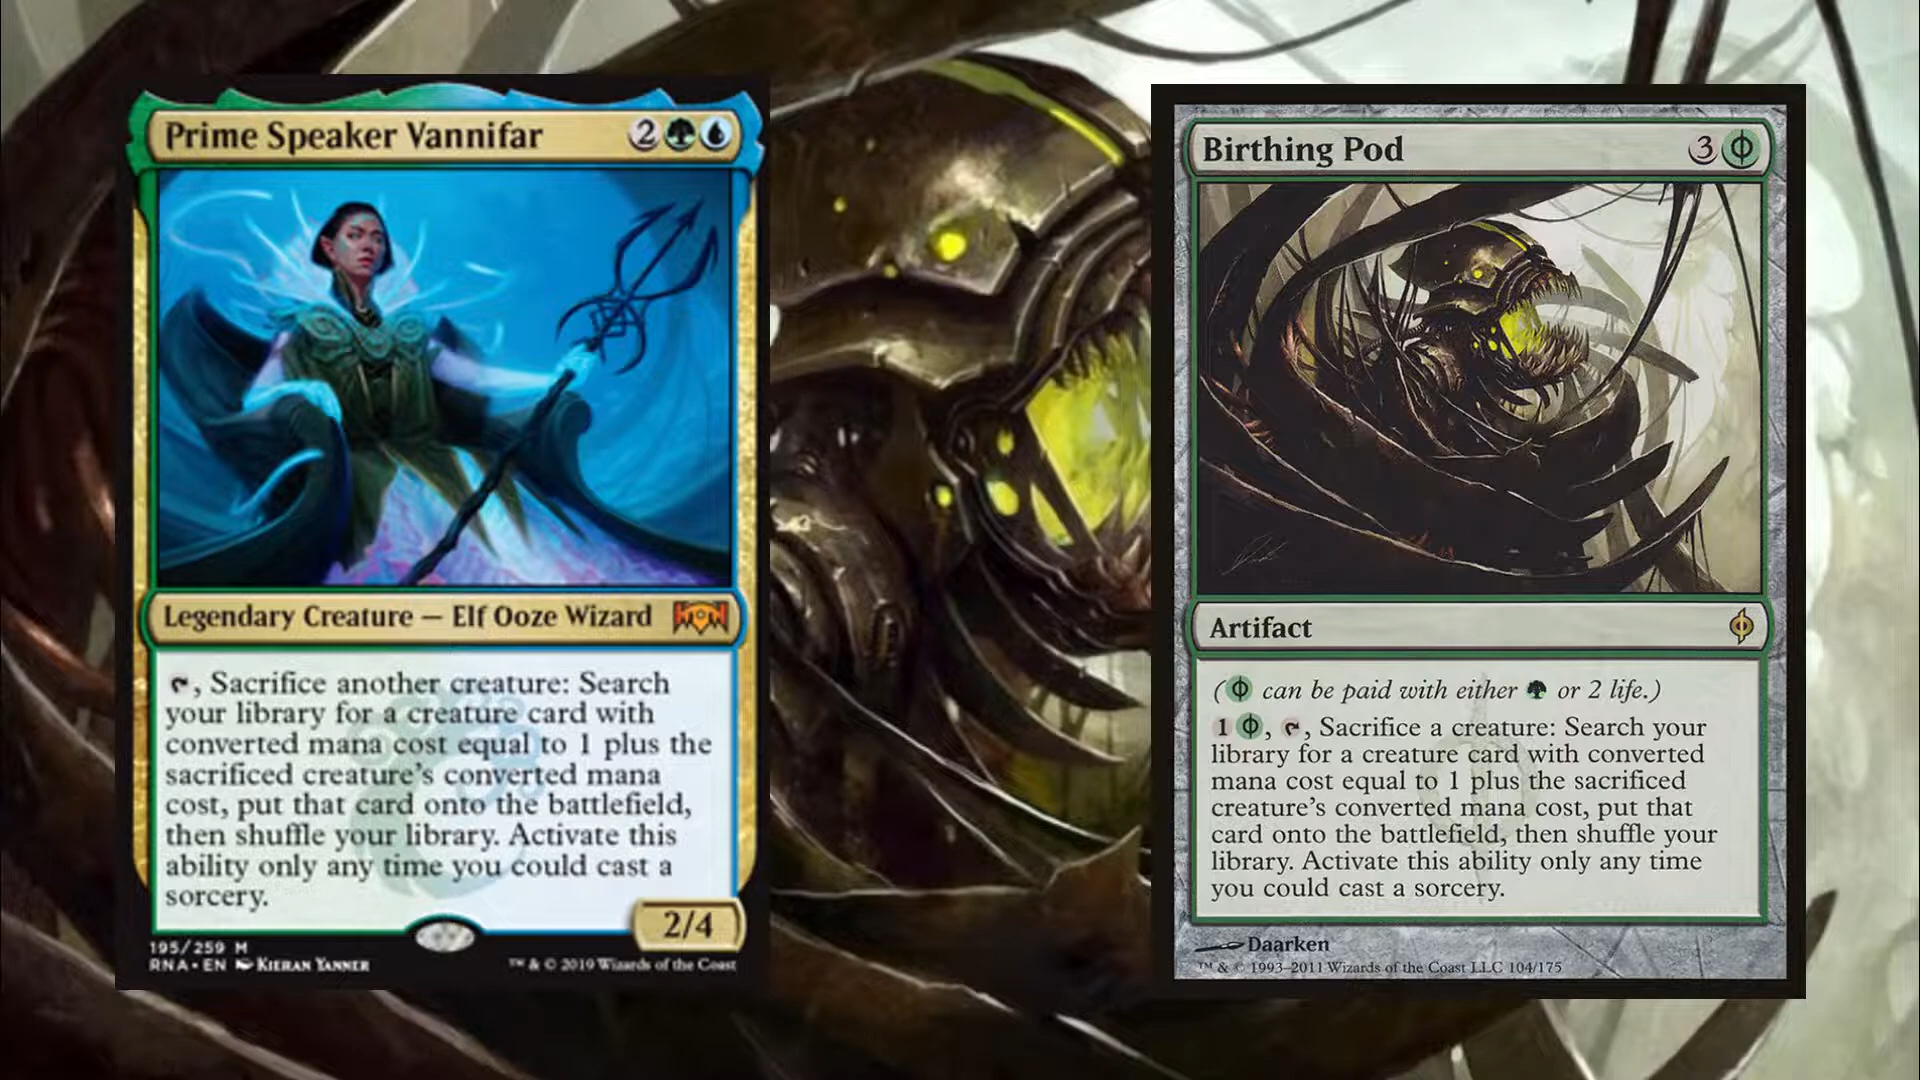 Prime Speaker Vannifar 2
Legendary Creature — Elf Ooze Wizard
, Sacrifice another creature: Search
your library for a creature card with
converted mana cost equal to 1 plus the
sacrificed creature's converted mana
cost, put that card onto the battlefield,
then shuffle your library. Activate this
ability only any time you could cast a
sorcery.
2/4
195/259 M
RNA • EN Kieran Yanner
™ & © 2019 Wizards of the Coast
Birthing Pod 3
Artifact
( can be paid with either or 2 life.)
1 , , Sacrifice a creature: Search your
library for a creature card with converted
mana cost equal to 1 plus the sacrificed
creature's converted mana cost, put that
card onto the battlefield, then shuffle your
library. Activate this ability only any time
you could cast a sorcery.
Daarken
™ & © 1993–2011 Wizards of the Coast LLC 104/175